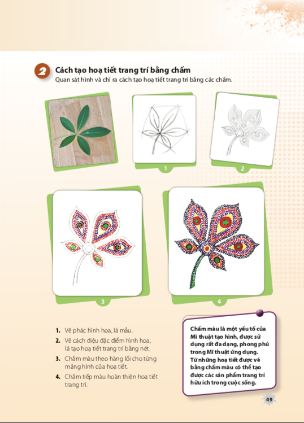 2 Cách tạo hoạ tiết trang trí bằng chấm
Quan sát hình và chỉ ra cách tạo hoạ tiết trang trí bằng các chấm.
1
2
3
4
1. Vẽ phác hình hoa, lá mẫu.
2. Vẽ cách điệu đặc điểm hình hoa,
lá tạo hoạ tiết trang trí bằng nét.
3. Chấm màu theo hàng lối cho từng
mảng hình của hoạ tiết.
4. Chấm tiếp màu hoàn thiện hoạ tiết
trang trí.
Chấm màu là một yếu tố của
Mĩ thuật tạo hình, được sử
dụng rất đa dạng, phong phú
trong Mĩ thuật ứng dụng.
Từ những hoạ tiết được vẽ
bằng chấm màu có thể tạo
được các sản phẩm trang trí
hữu ích trong cuộc sống.
49